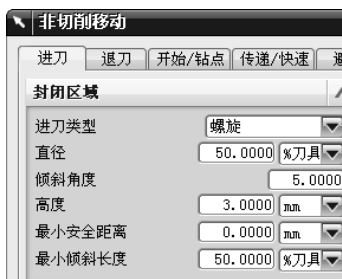 非切削移动
进刀 退刀 开始/钻点 传递/快速
封闭区域
进刀类型 螺旋
直径 50.0000 %刀具
倾斜角度 5.0000
高度 3.0000 mm
最小安全距离 0.0000 mm
最小倾斜长度 50.0000 %刀具